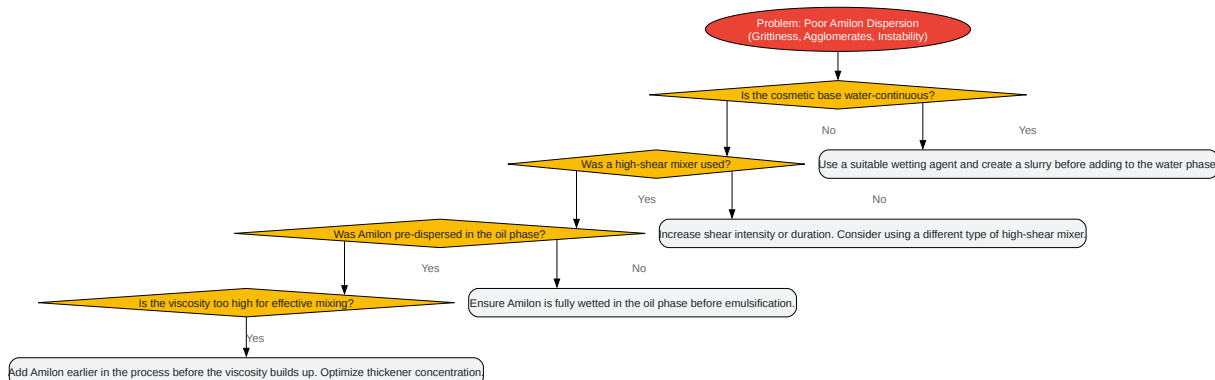 Problem: Poor Amilon Dispersion
(Grittiness, Agglomerates, Instability)
Is the cosmetic base water-continuous?
No
Yes
Was a high-shear mixer used?
Use a suitable wetting agent and create a slurry before adding to the water phase
Yes
No
Was Amilon pre-dispersed in the oil phase?
Increase shear intensity or duration. Consider using a different type of high-shear mixer.
Yes
No
Is the viscosity too high for effective mixing?
Ensure Amilon is fully wetted in the oil phase before emulsification.
Yes
Add Amilon earlier in the process before the viscosity builds up. Optimize thickener concentration.